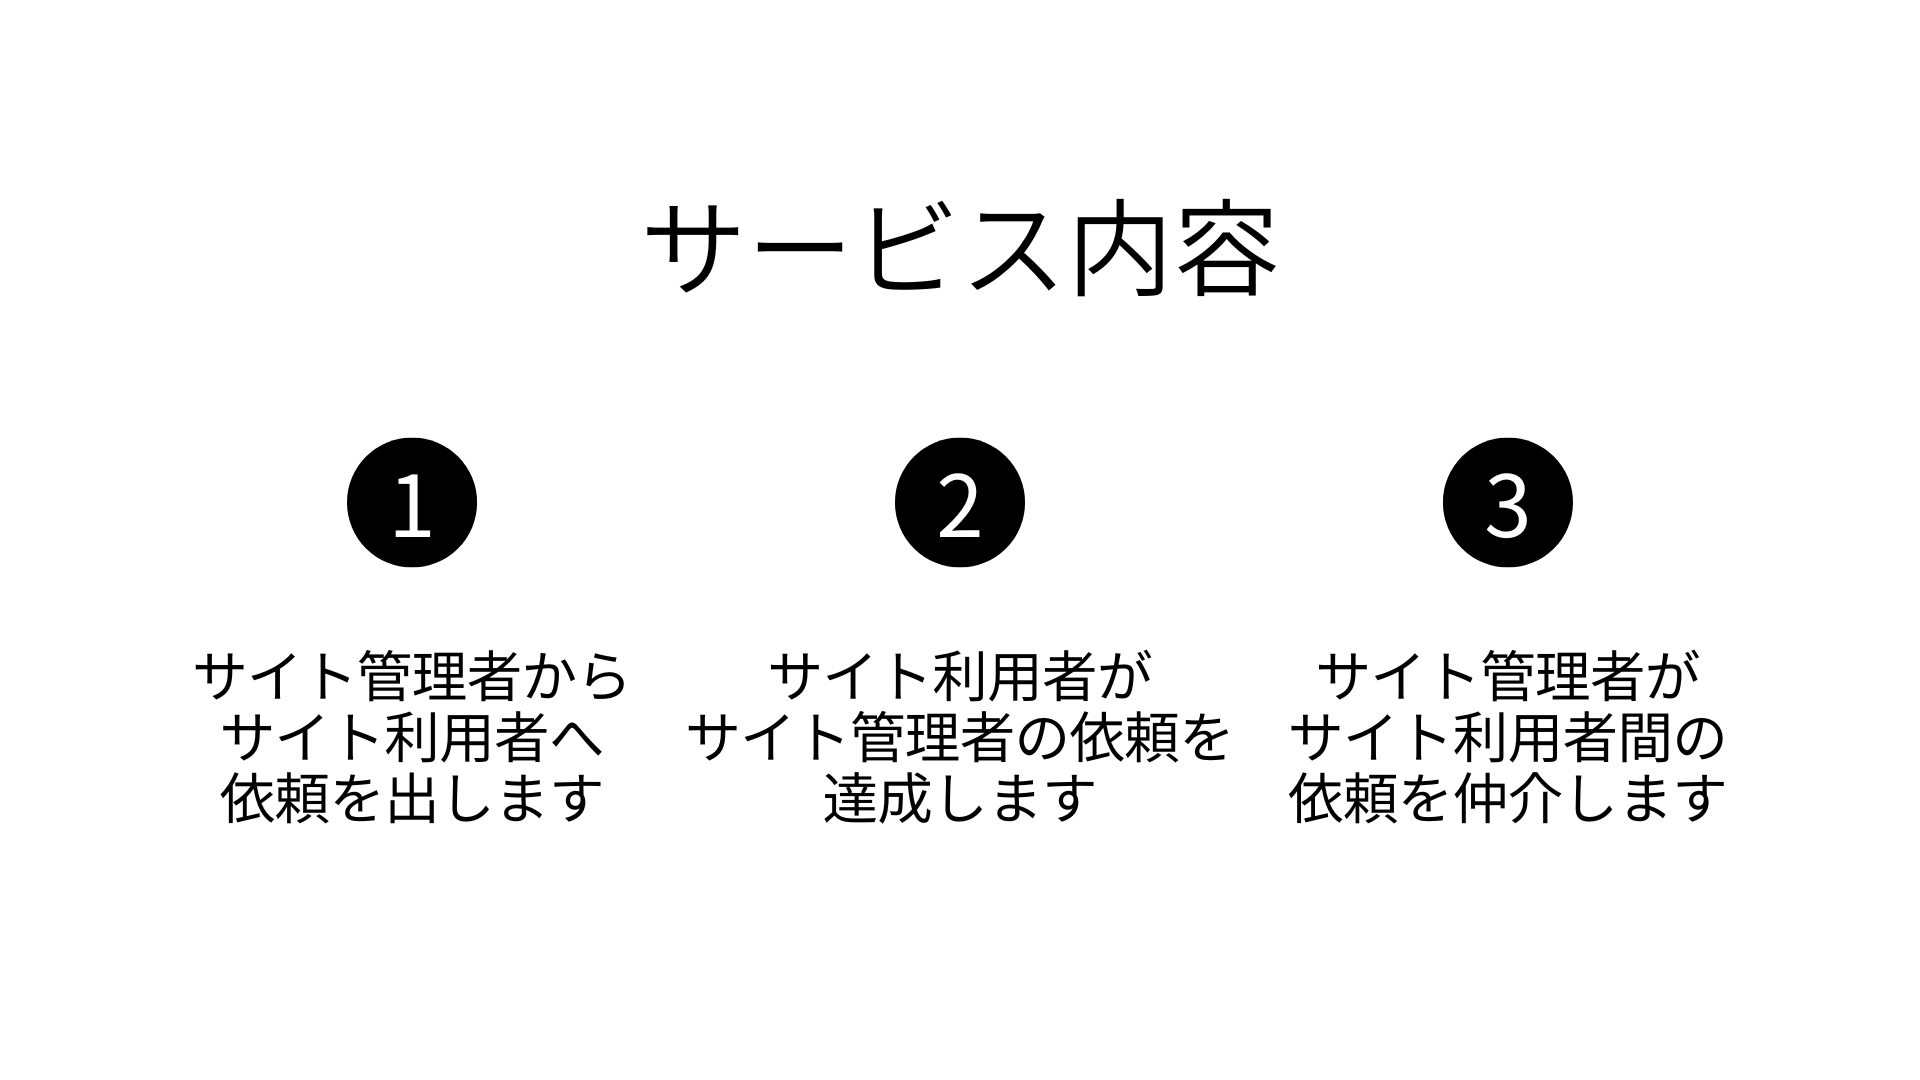 サービス内容
1
サイト管理者から
サイト利用者へ
依頼を出します
2
サイト利用者が
サイト管理者の依頼を
達成します
3
サイト管理者が
サイト利用者間の
依頼を仲介します